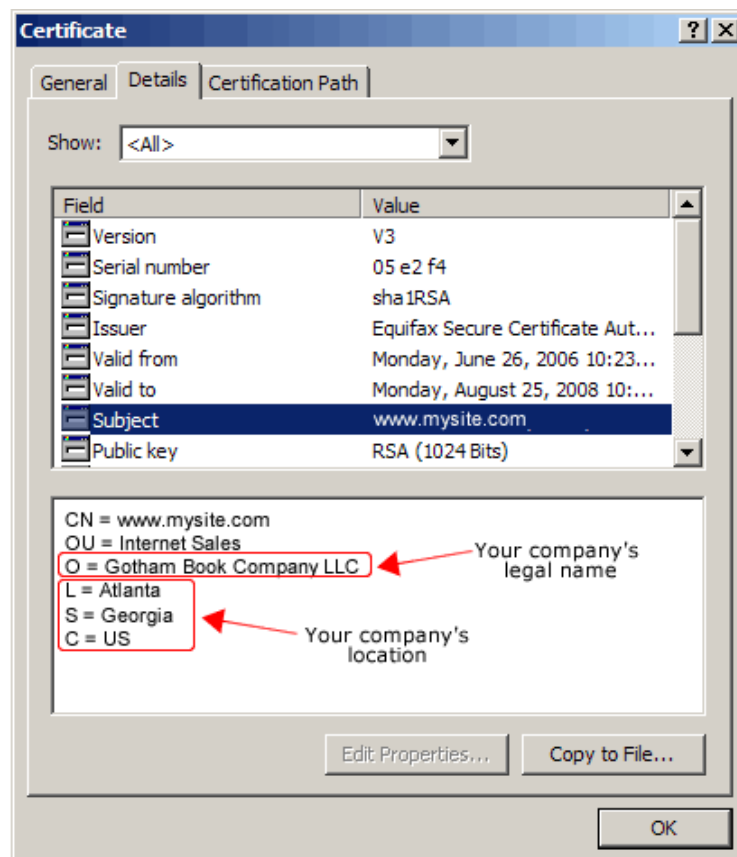 Certificate
General Details Certification Path
Show: <All>
Field Value
Version V3
Serial number 05 e2 f4
Signature algorithm sha1RSA
Issuer Equifax Secure Certificate Aut...
Valid from Monday, June 26, 2006 10:23...
Valid to Monday, August 25, 2008 10:...
Subject www.mysite.com
Public key RSA (1024 Bits)
CN = www.mysite.com
OU = Internet Sales
O = Gotham Book Company LLC
L = Atlanta
S = Georgia
C = US
Your company's
legal name
Your company's
location
Edit Properties... Copy to File...
OK